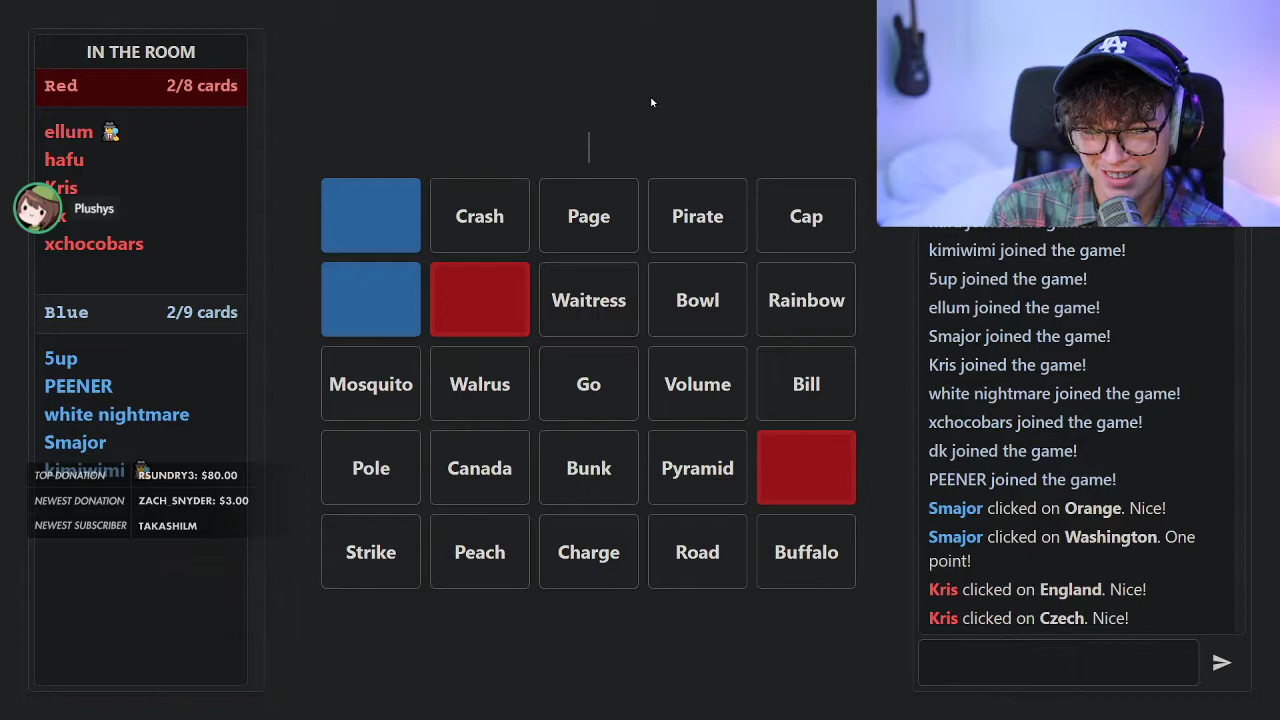 IN THE ROOM
Red 2/8 cards
ellum
hafu
Kris
Plushys
xchocobars
Blue 2/9 cards
5up
PEENER
white nightmare
Smajor
kimiwimi
TOP DONATION RSUNDRY3: $80.00
NEWEST DONATION ZACH_SNYDER: $3.00
NEWEST SUBSCRIBER TAKASHILM
Crash Page Pirate Cap
Waitress Bowl Rainbow
Mosquito Walrus Go Volume Bill
Pole Canada Bunk Pyramid
Strike Peach Charge Road Buffalo
LA
kimiwimi joined the game!
5up joined the game!
ellum joined the game!
Smajor joined the game!
Kris joined the game!
white nightmare joined the game!
xchocobars joined the game!
dk joined the game!
PEENER joined the game!
Smajor clicked on Orange. Nice!
Smajor clicked on Washington. One
point!
Kris clicked on England. Nice!
Kris clicked on Czech. Nice!